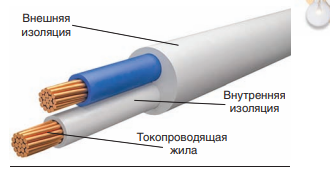 Внешняя
изоляция
Внутренняя
изоляция
Токопроводящая
жила